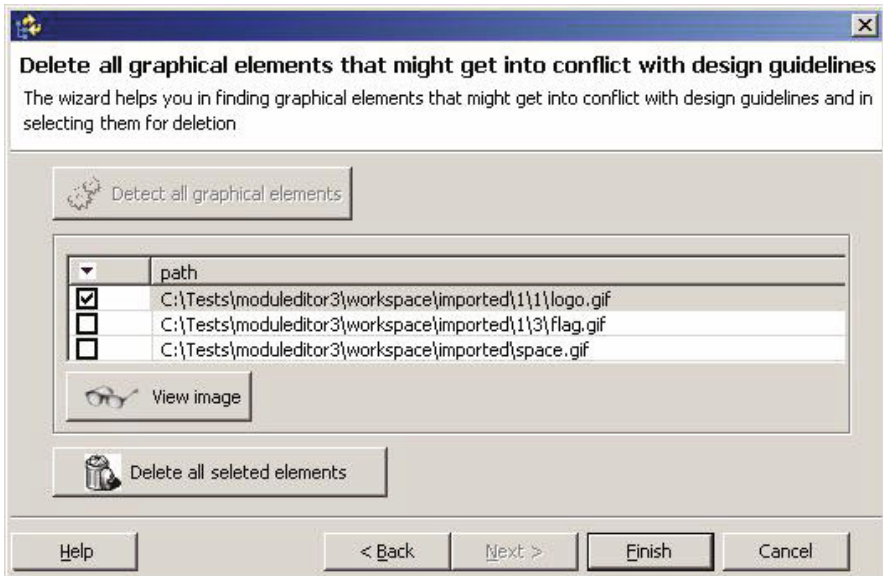 Delete all graphical elements that might get into conflict with design guidelines
The wizard helps you in finding graphical elements that might get into conflict with design guidelines and in
selecting them for deletion
Detect all graphical elements
path
C:\Tests\moduleditor3\workspace\imported\1\1\logo.gif
C:\Tests\moduleditor3\workspace\imported\1\3\flag.gif
C:\Tests\moduleditor3\workspace\imported\space.gif
View image
Delete all seleted elements
Help < Back Next > Finish Cancel